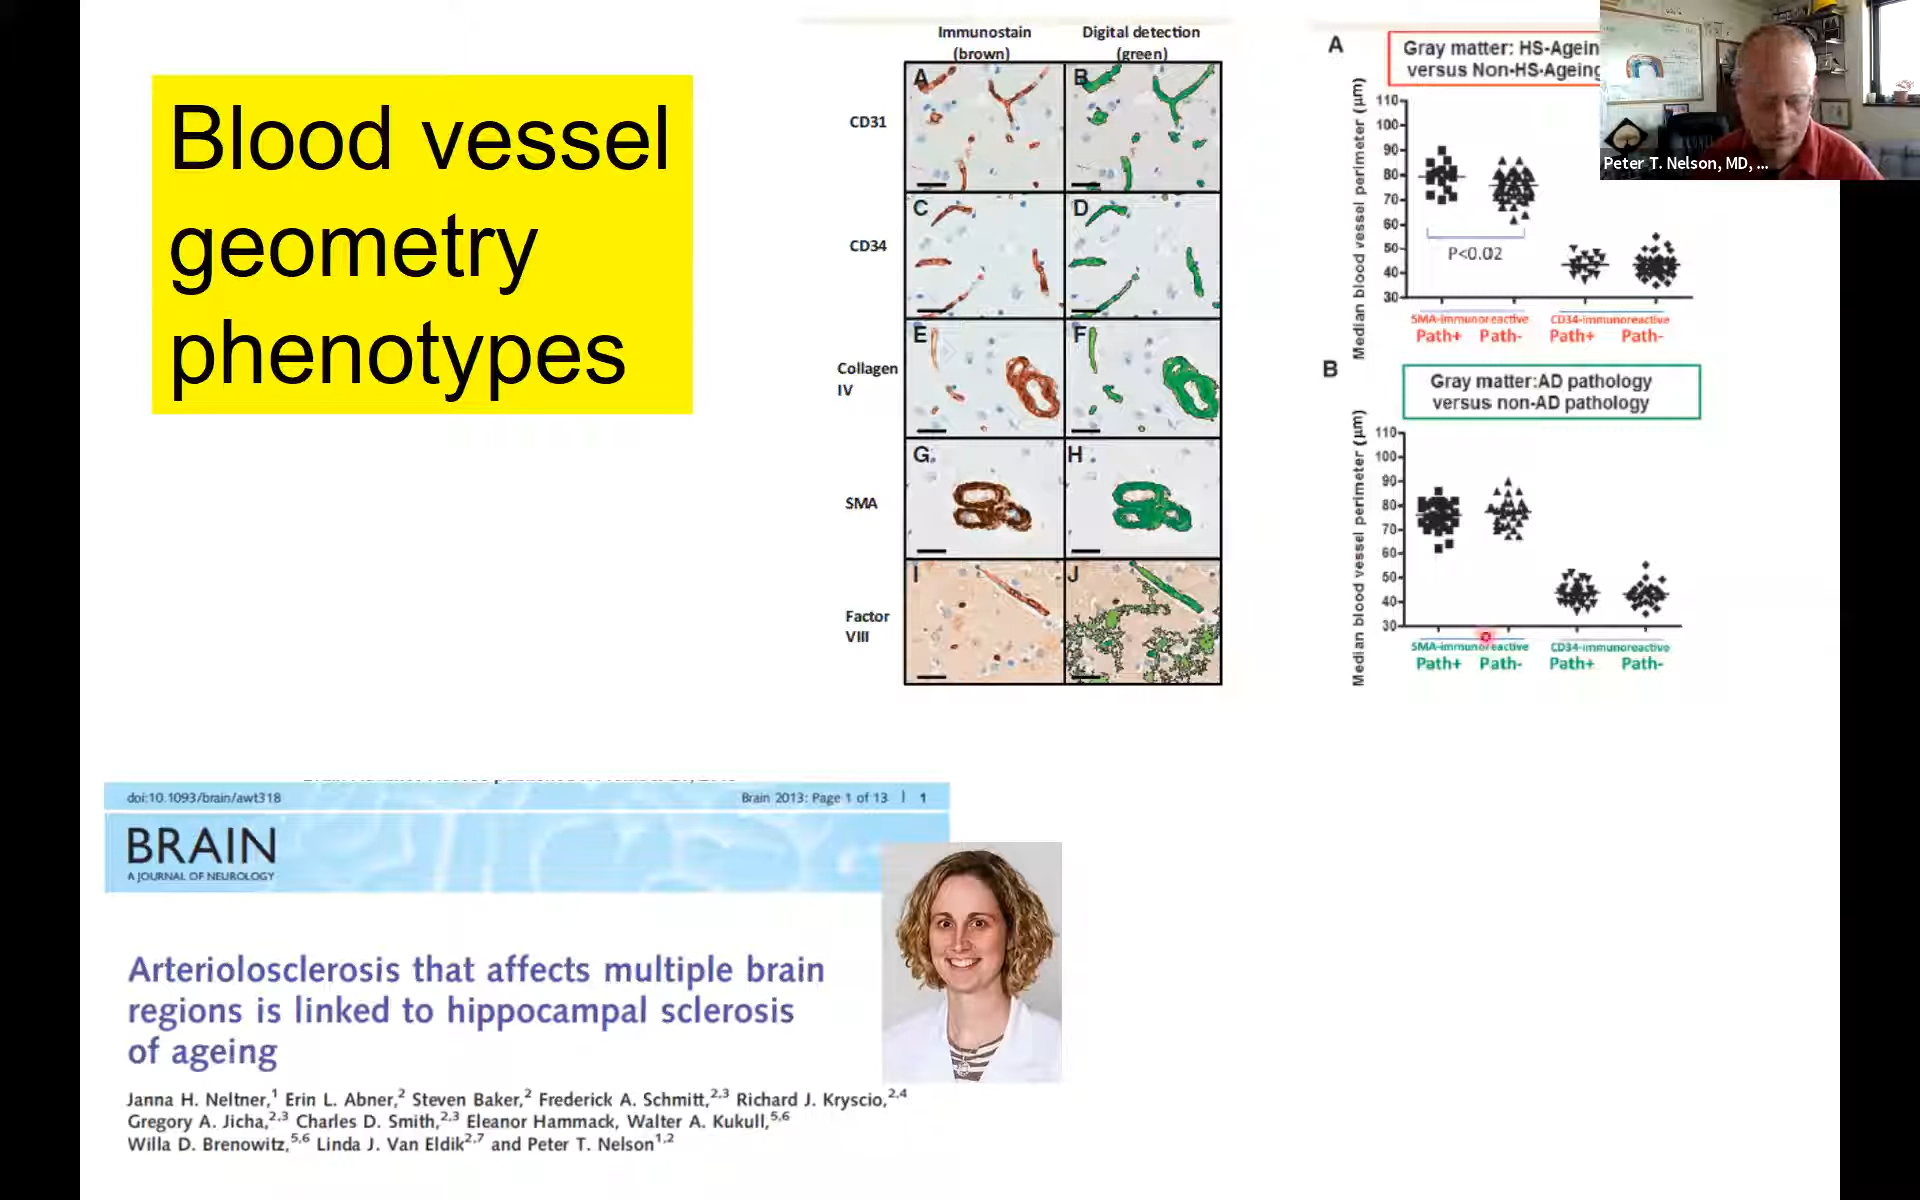 Blood vessel
geometry
phenotypes
Immunostain
(brown)
Digital detection
(green)
CD31
A
B
CD34
C
D
Collagen
IV
E
F
SMA
G.
H.
Factor
VIII
I
J
A
Gray matter: HS-Agein
versus Non-HS-Ageing
Median blood vessel perimeter (µm)
110
100
90
80
70
60
50
40
30
P<0.02
SMA-immunoreactive
CD34-immunoreactive
Path+ Path- Path+ Path-
B
Gray matter:AD pathology
versus non-AD pathology
Median blood vessel perimeter (µm)
110
100
90
80
70
60
50
40
30
SMA-immunoreactive
CD34-immunoreactive
Path+ Path- Path+ Path-
Peter T. Nelson, MD, ...
doi:10.1093/brain/awt318
Brain 2013: Page 1 of 13 | 1
BRAIN
A JOURNAL OF NEUROLOGY
Arteriolosclerosis that affects multiple brain
regions is linked to hippocampal sclerosis
of ageing
Janna H. Neltner,1 Erin L. Abner,2 Steven Baker,2 Frederick A. Schmitt,2,3 Richard J. Kryscio,2,4
Gregory A. Jicha,2,3 Charles D. Smith,2,3 Eleanor Hammack, Walter A. Kukull,5,6
Willa D. Brenowitz,5,6 Linda J. Van Eldik2,7 and Peter T. Nelson1,2